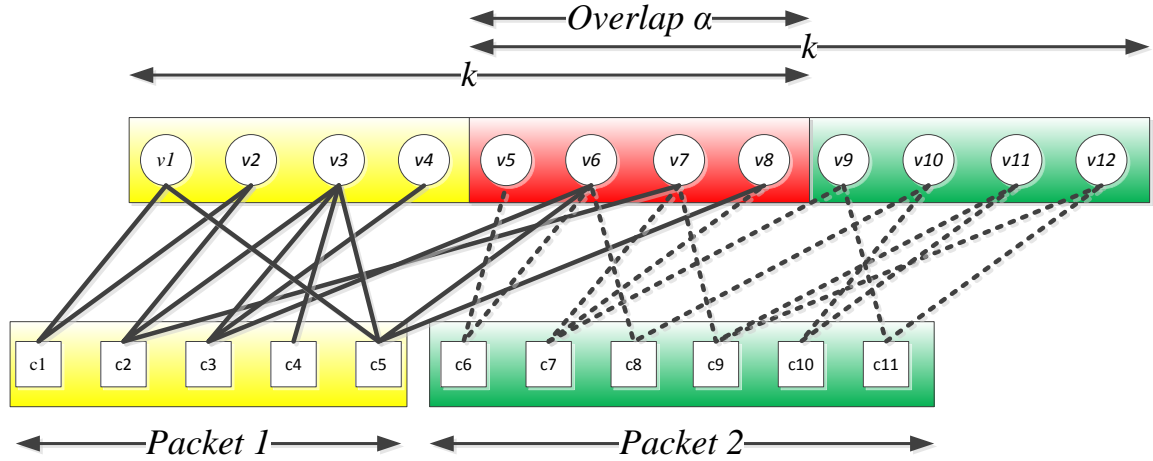 Overlap α
k
k
v1 v2 v3 v4 v5 v6 v7 v8 v9 v10 v11 v12
c1 c2 c3 c4 c5 c6 c7 c8 c9 c10 c11
Packet 1 Packet 2